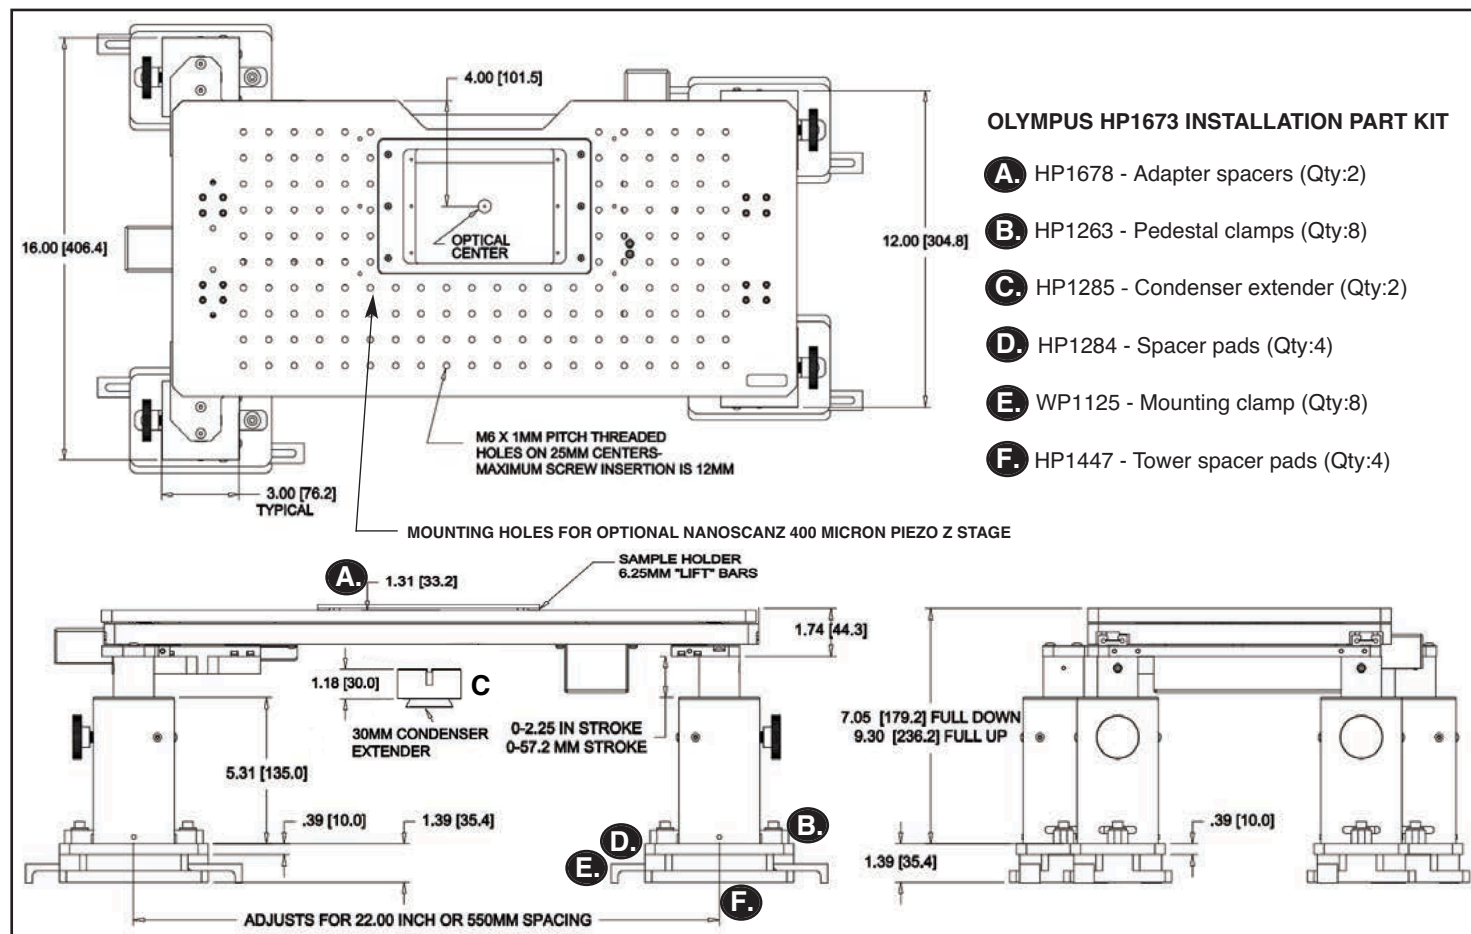 4.00 [101.5]
16.00 [406.4]
OPTICAL
CENTER
12.00 [304.8]
M6 X 1MM PITCH THREADED
HOLES ON 25MM CENTERS-
MAXIMUM SCREW INSERTION IS 12MM
3.00 [76.2]
TYPICAL
MOUNTING HOLES FOR OPTIONAL NANOSCANZ 400 MICRON PIEZO Z STAGE
OLYMPUS HP1673 INSTALLATION PART KIT
A. HP1678 - Adapter spacers (Qty:2)
B. HP1263 - Pedestal clamps (Qty:8)
C. HP1285 - Condenser extender (Qty:2)
D. HP1284 - Spacer pads (Qty:4)
E. WP1125 - Mounting clamp (Qty:8)
F. HP1447 - Tower spacer pads (Qty:4)
A. 1.31 [33.2]
SAMPLE HOLDER
6.25MM "LIFT" BARS
1.74 [44.3]
1.18 [30.0]
C
30MM CONDENSER
EXTENDER
0-2.25 IN STROKE
0-57.2 MM STROKE
5.31 [135.0]
.39 [10.0]
1.39 [35.4]
B.
D.
E.
F.
ADJUSTS FOR 22.00 INCH OR 550MM SPACING
7.05 [179.2] FULL DOWN
9.30 [236.2] FULL UP
.39 [10.0]
1.39 [35.4]